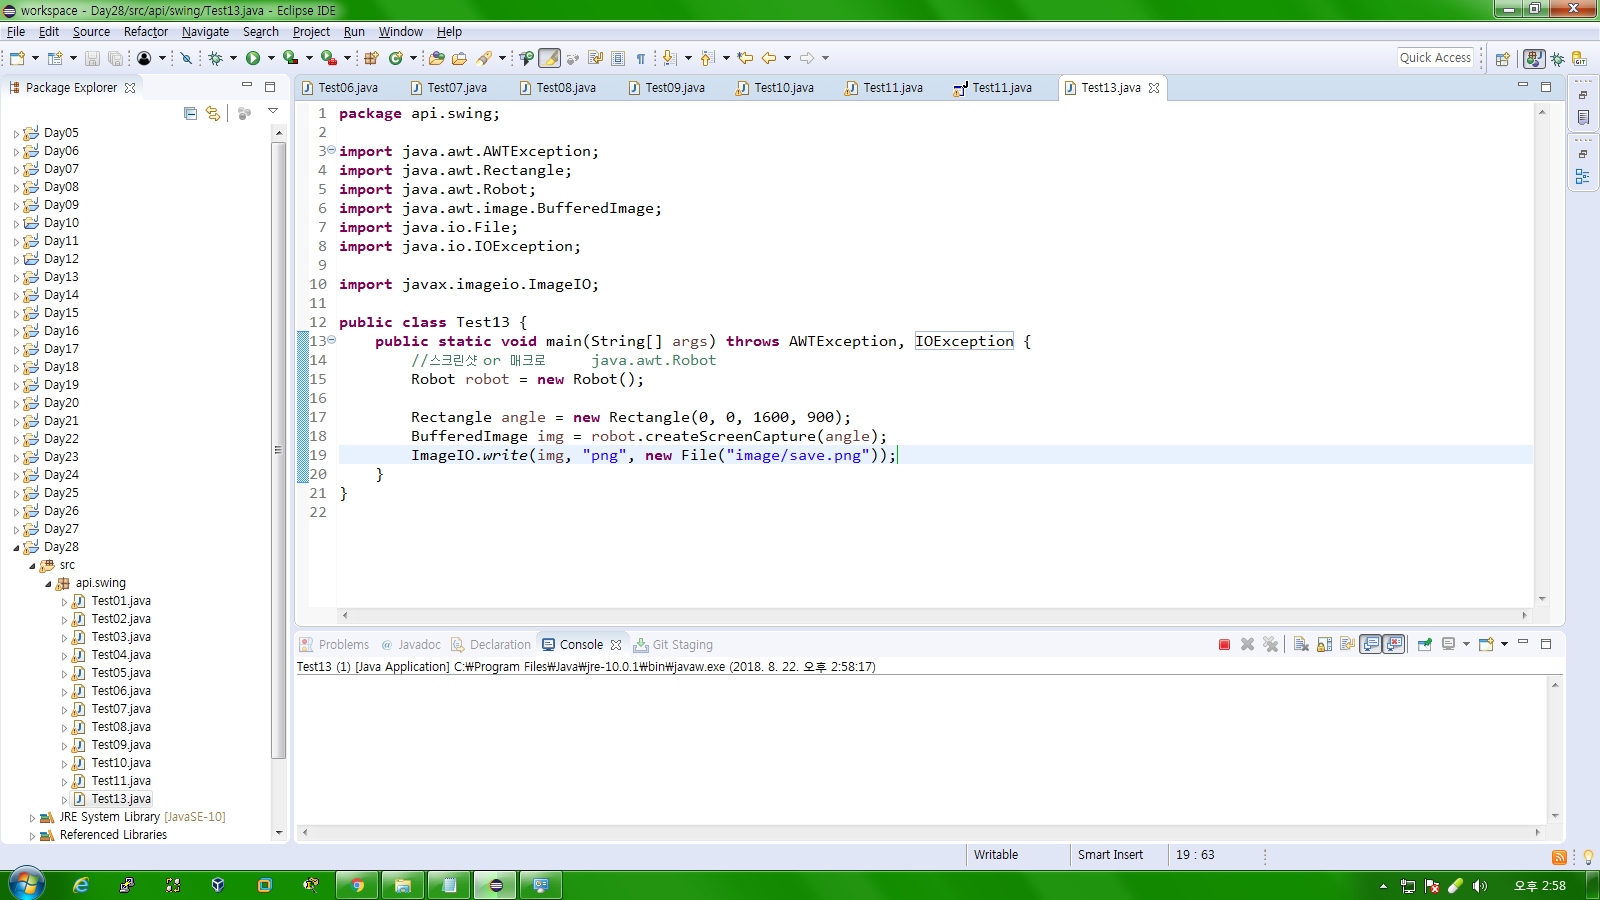 workspace - Day28/src/api/swing/Test13.java - Eclipse IDE
File Edit Source Refactor Navigate Search Project Run Window Help
Quick Access
Package Explorer
Test06.java Test07.java Test08.java Test09.java Test10.java Test11.java Test11.java Test13.java
Day05
Day06
Day07
Day08
Day09
Day10
Day11
Day12
Day13
Day14
Day15
Day16
Day17
Day18
Day19
Day20
Day21
Day22
Day23
Day24
Day25
Day26
Day27
Day28
src
api.swing
Test01.java
Test02.java
Test03.java
Test04.java
Test05.java
Test06.java
Test07.java
Test08.java
Test09.java
Test10.java
Test11.java
Test13.java
JRE System Library [JavaSE-10]
Referenced Libraries
1 package api.swing;
2
3 import java.awt.AWTException;
4 import java.awt.Rectangle;
5 import java.awt.Robot;
6 import java.awt.image.BufferedImage;
7 import java.io.File;
8 import java.io.IOException;
9
10 import javax.imageio.ImageIO;
11
12 public class Test13 {
13 public static void main(String[] args) throws AWTException, IOException {
14 //스크린샷 or 매크로 java.awt.Robot
15 Robot robot = new Robot();
16
17 Rectangle angle = new Rectangle(0, 0, 1600, 900);
18 BufferedImage img = robot.createScreenCapture(angle);
19 ImageIO.write(img, "png", new File("image/save.png"));
20 }
21 }
22
Problems Javadoc Declaration Console Git Staging
Test13 (1) [Java Application] C:₩Program Files₩Java₩jre-10.0.1₩bin₩javaw.exe (2018. 8. 22. 오후 2:58:17)
Writable Smart Insert 19 : 63
오후 2:58